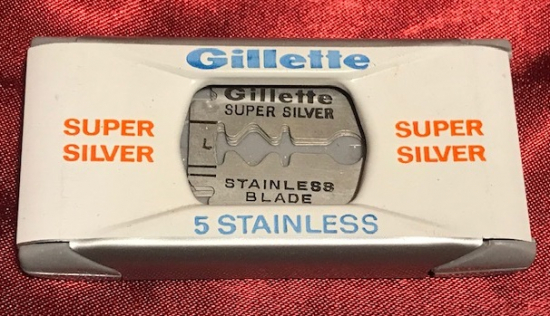 Gillette
Gillette
SUPER SILVER
L
STAINLESS
BLADE
SUPER
SILVER
SUPER
SILVER
5 STAINLESS